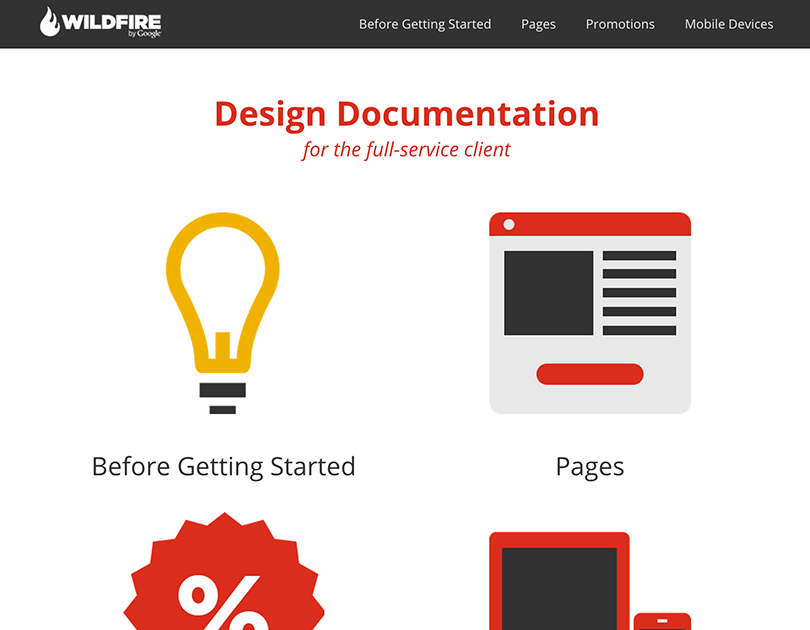 WILDFIRE
by Google
Before Getting Started Pages Promotions Mobile Devices
Design Documentation
for the full-service client
Before Getting Started
Pages
%